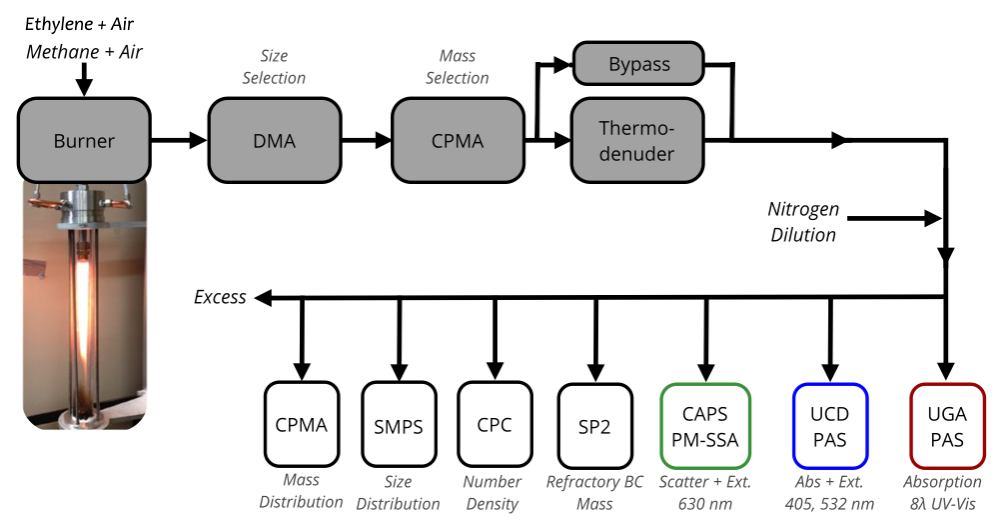 Ethylene + Air
Methane + Air
Size
Selection
Mass
Selection
Bypass
Burner
DMA
CPMA
Thermo-
denuder
Nitrogen
Dilution
Excess
CPMA
SMPS
CPC
SP2
CAPS
PM-SSA
UCD
PAS
UGA
PAS
Mass
Distribution
Size
Distribution
Number
Density
Refractory BC
Mass
Scatter + Ext.
630 nm
Abs + Ext.
405, 532 nm
Absorption
8λ UV-Vis